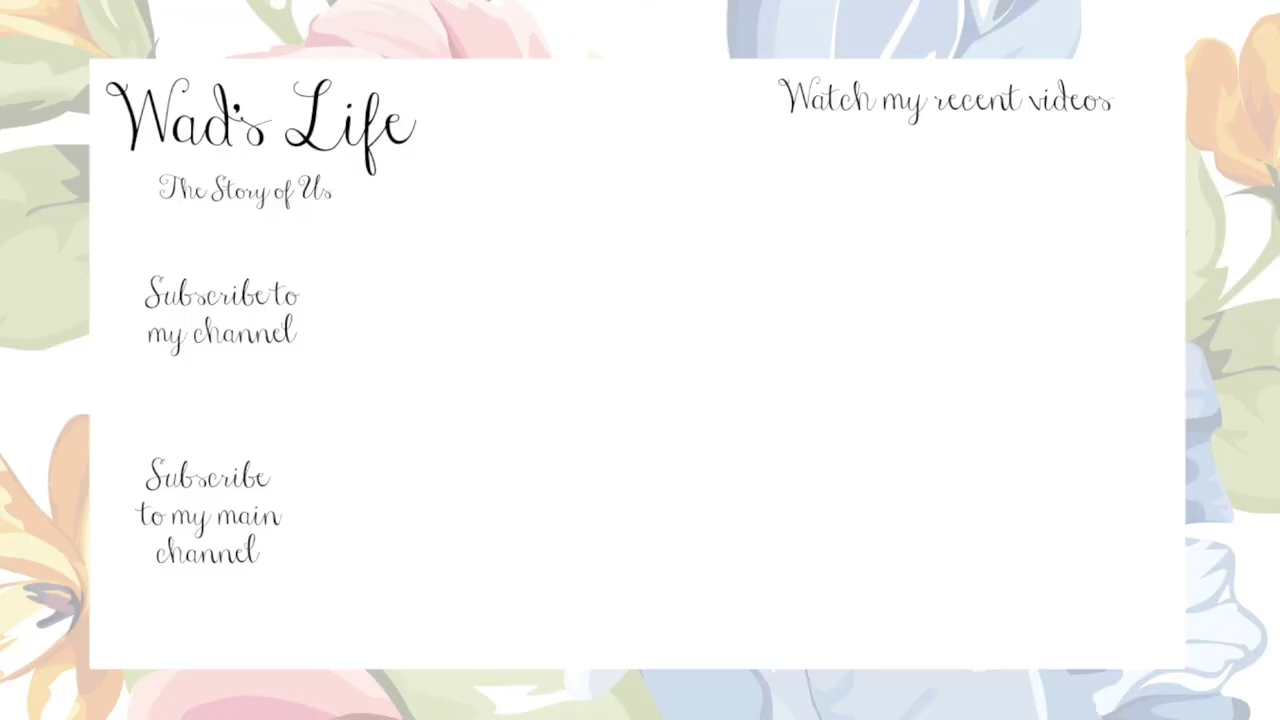 Wad's Life
The Story of Us
Watch my recent videos
Subscribe to
my channel
Subscribe
to my main
channel